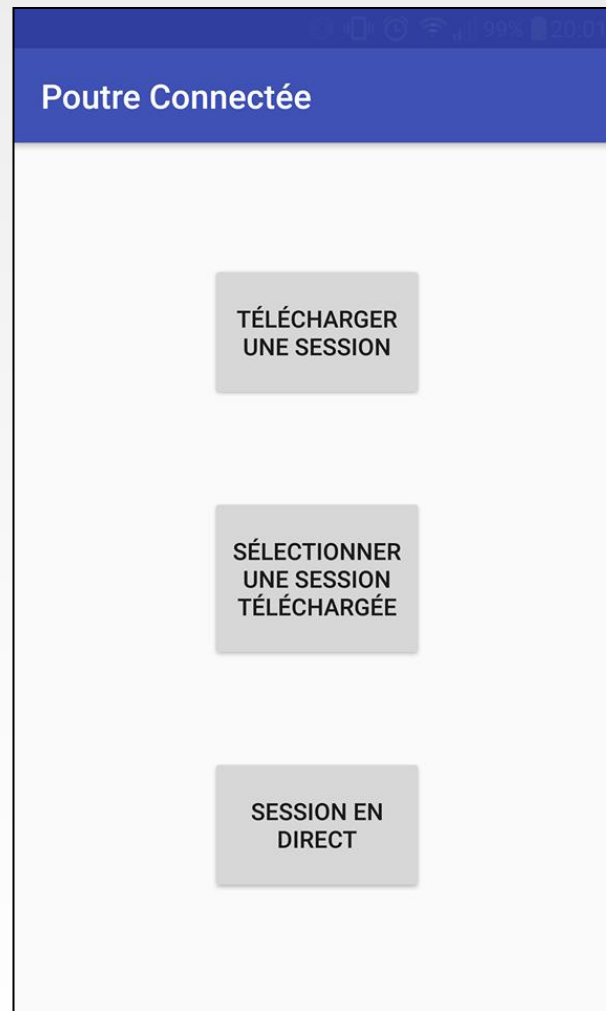 99% 20:01
Poutre Connectée
TÉLÉCHARGER
UNE SESSION
SÉLECTIONNER
UNE SESSION
TÉLÉCHARGÉE
SESSION EN
DIRECT